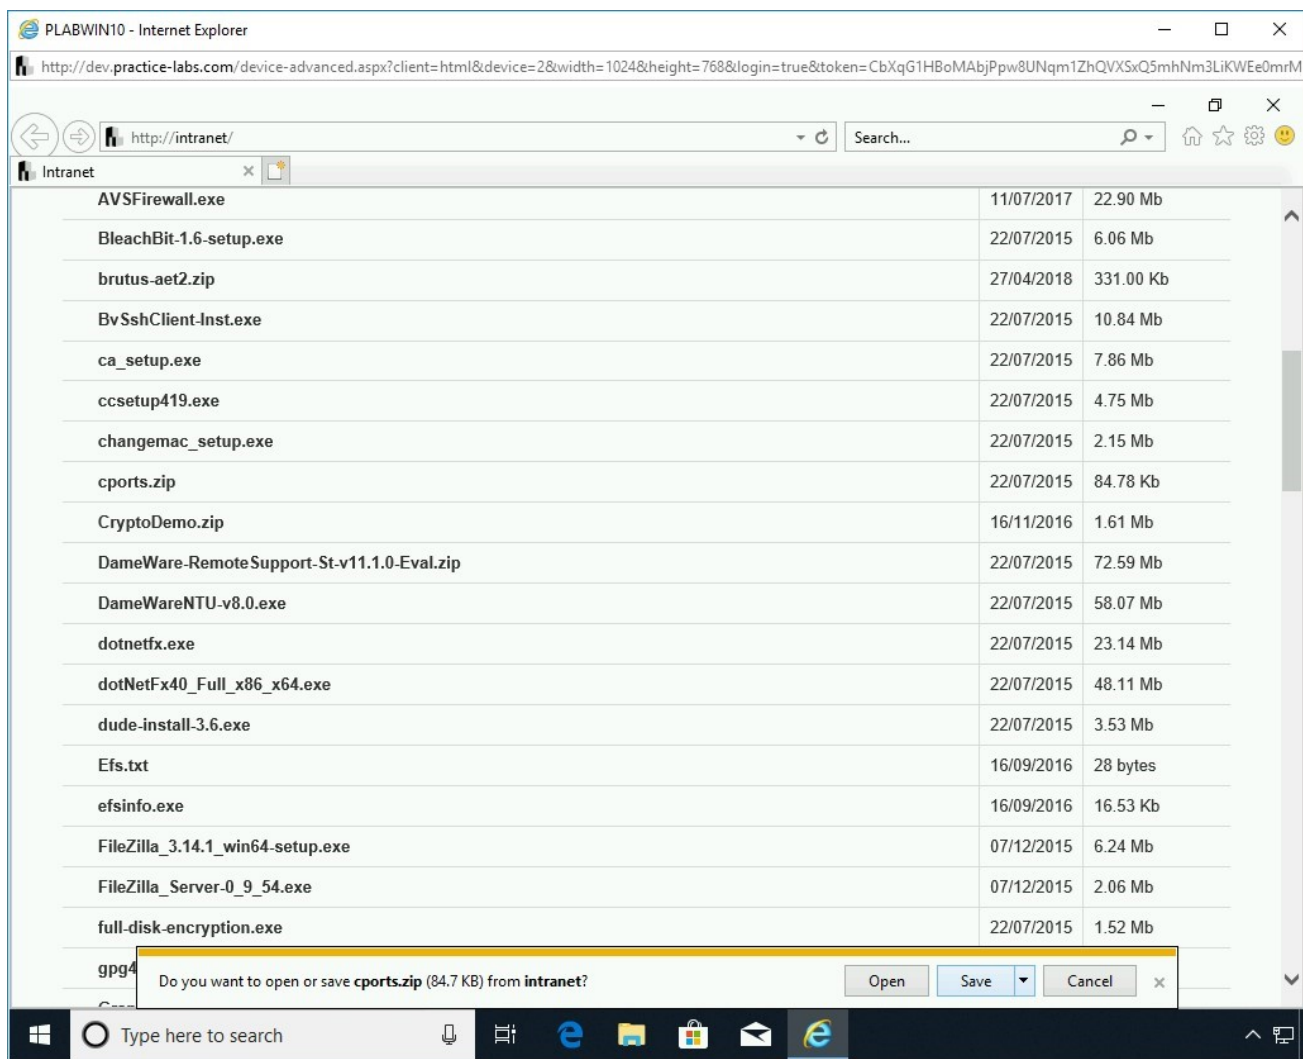 PLABWIN10 - Internet Explorer
http://dev.practice-labs.com/device-advanced.aspx?client=html&device=2&width=1024&height=768&login=true&token=CbXqG1HBoMAbjPpw8UNqm1ZhQVXSxQ5mhNm3LiKWEe0mrM
http://intranet/ Search...
Intranet
AVSFirewall.exe 11/07/2017 22.90 Mb
BleachBit-1.6-setup.exe 22/07/2015 6.06 Mb
brutus-aet2.zip 27/04/2018 331.00 Kb
BvSshClient-Inst.exe 22/07/2015 10.84 Mb
ca_setup.exe 22/07/2015 7.86 Mb
ccsetup419.exe 22/07/2015 4.75 Mb
changemac_setup.exe 22/07/2015 2.15 Mb
cports.zip 22/07/2015 84.78 Kb
CryptoDemo.zip 16/11/2016 1.61 Mb
DameWare-RemoteSupport-St-v11.1.0-Eval.zip 22/07/2015 72.59 Mb
DameWareNTU-v8.0.exe 22/07/2015 58.07 Mb
dotnetfx.exe 22/07/2015 23.14 Mb
dotNetFx40_Full_x86_x64.exe 22/07/2015 48.11 Mb
dude-install-3.6.exe 22/07/2015 3.53 Mb
Efs.txt 16/09/2016 28 bytes
efsinfo.exe 16/09/2016 16.53 Kb
FileZilla_3.14.1_win64-setup.exe 07/12/2015 6.24 Mb
FileZilla_Server-0_9_54.exe 07/12/2015 2.06 Mb
full-disk-encryption.exe 22/07/2015 1.52 Mb
gpg4
Do you want to open or save cports.zip (84.7 KB) from intranet? Open Save Cancel
Type here to search